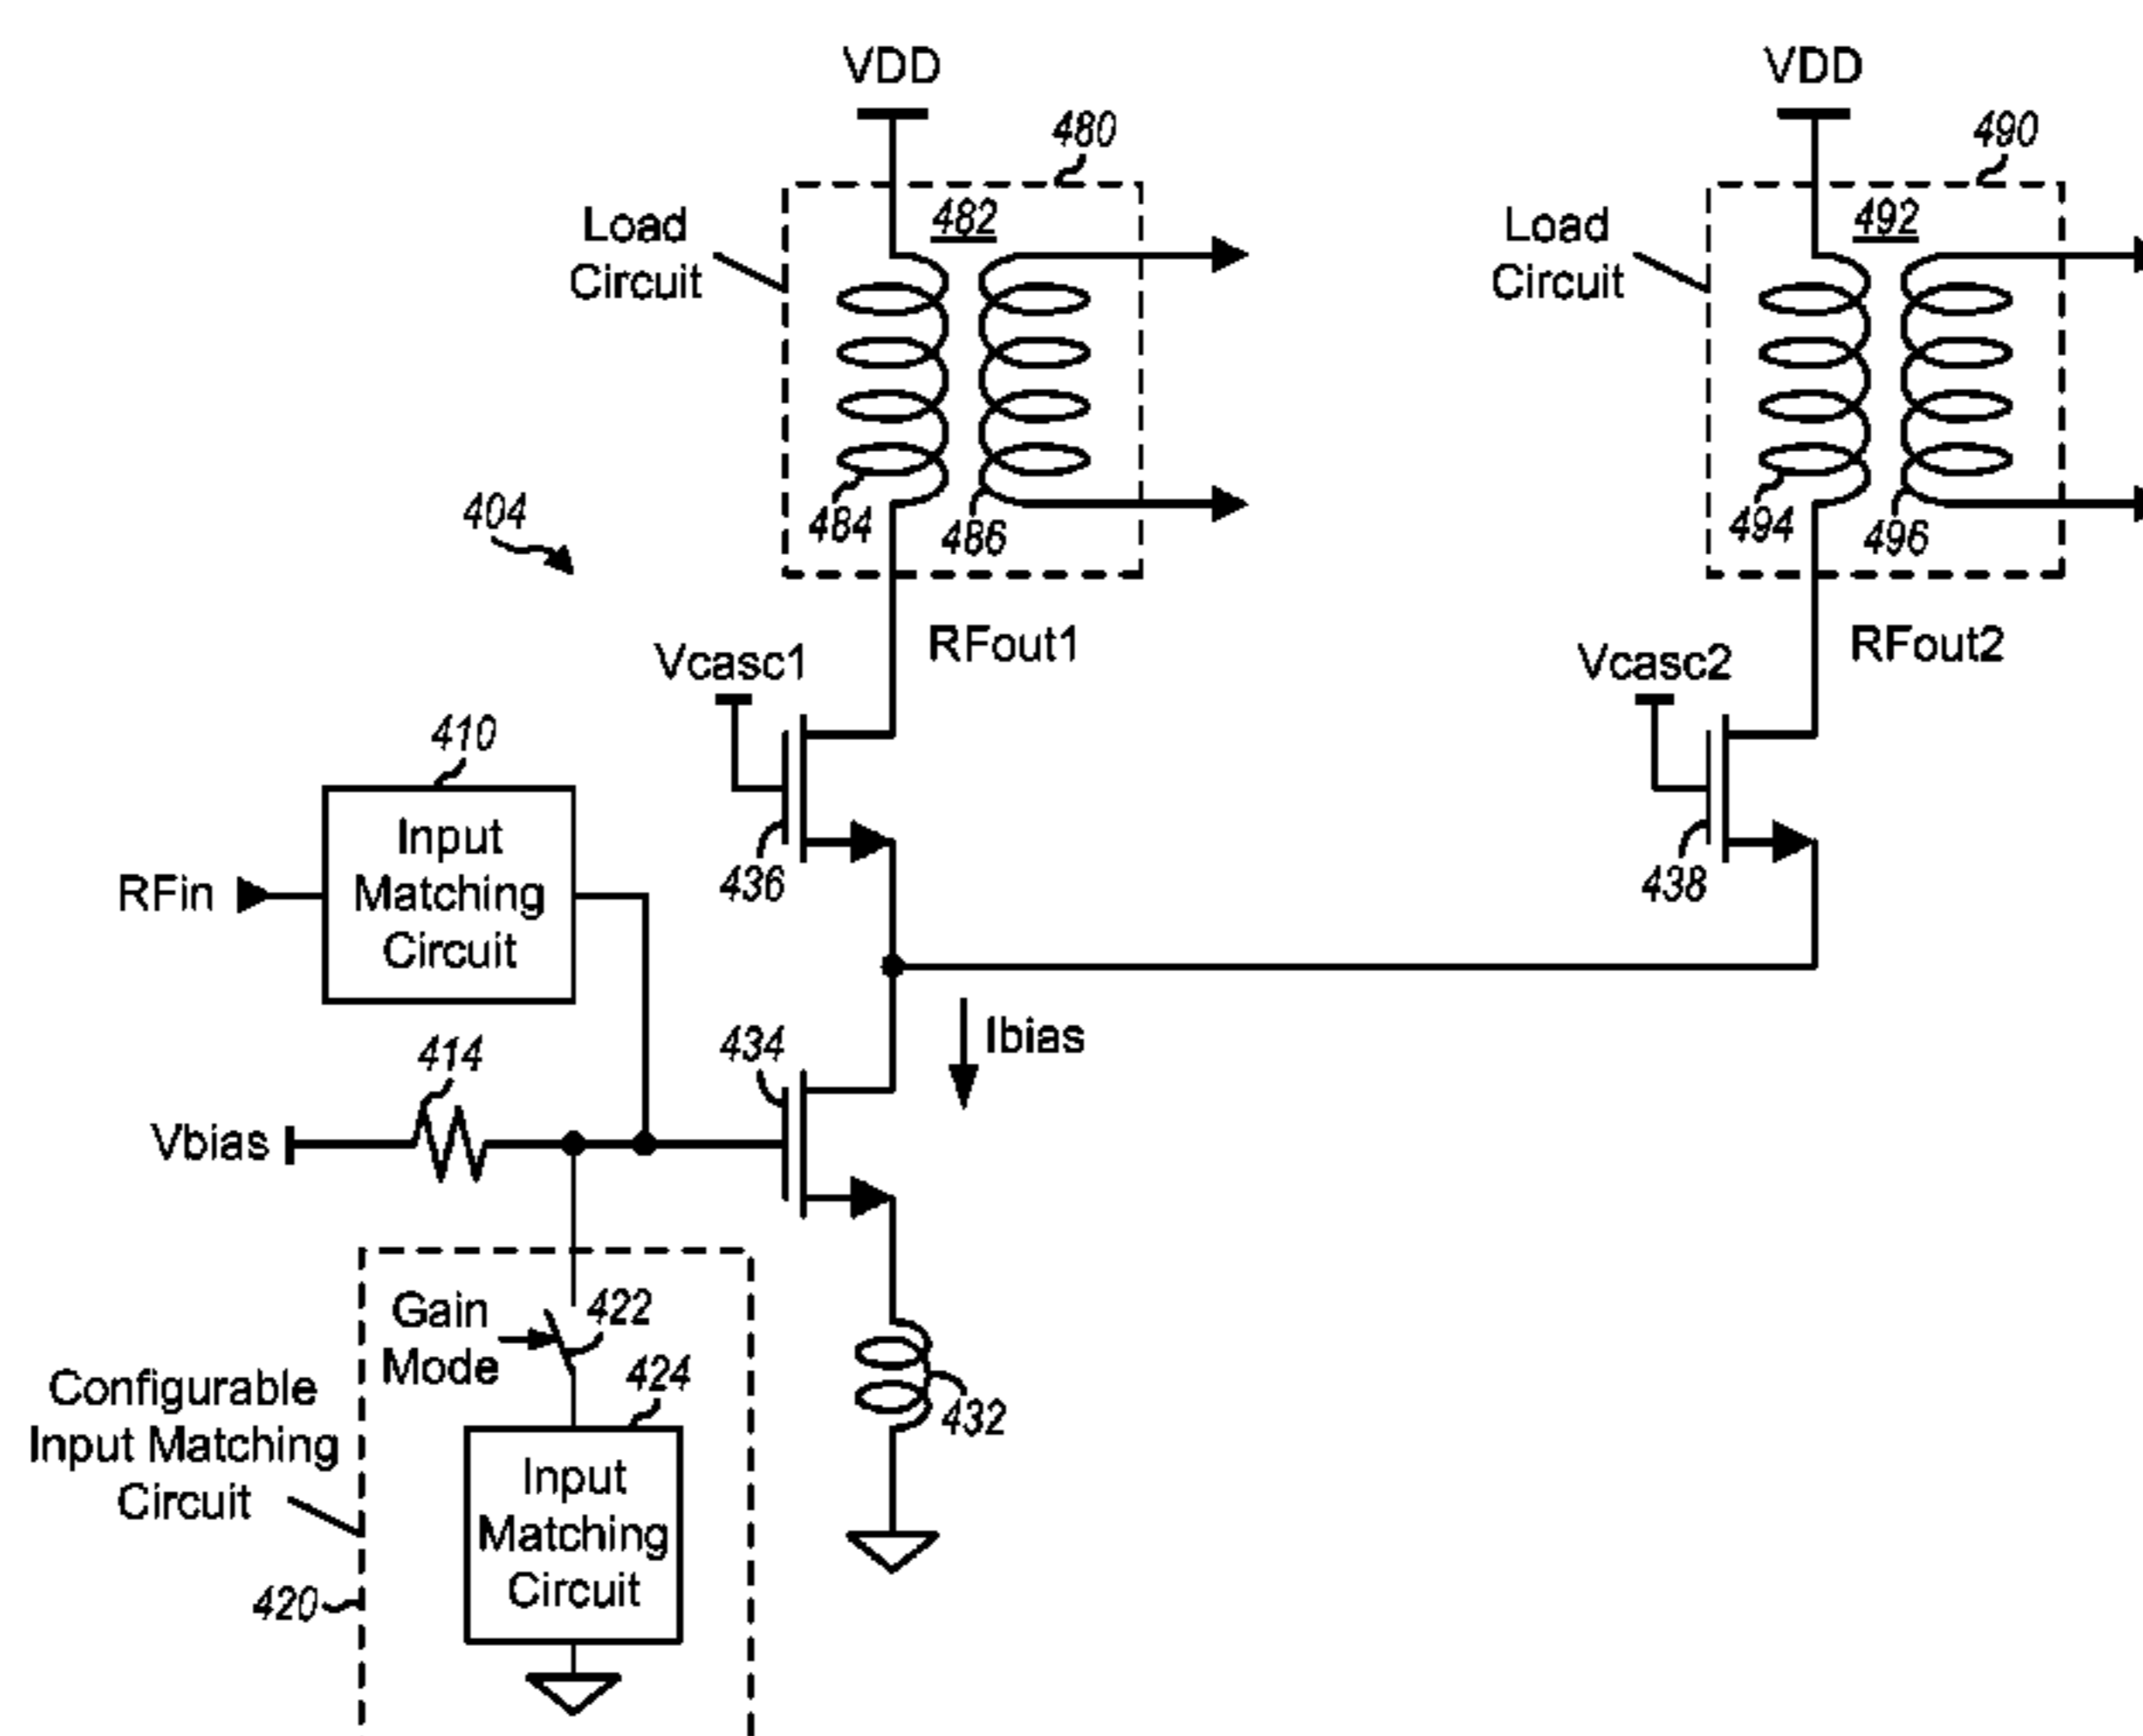 VDD
VDD
480
490
482
492
Load
Circuit
Load
Circuit
404
484
486
494
496
RFout1
RFout2
Vcasc1
Vcasc2
410
Input
Matching
Circuit
RFin
436
438
434
Ibias
414
Vbias
Gain
Mode
422
424
Configurable
Input Matching
Circuit
432
Input
Matching
Circuit
420